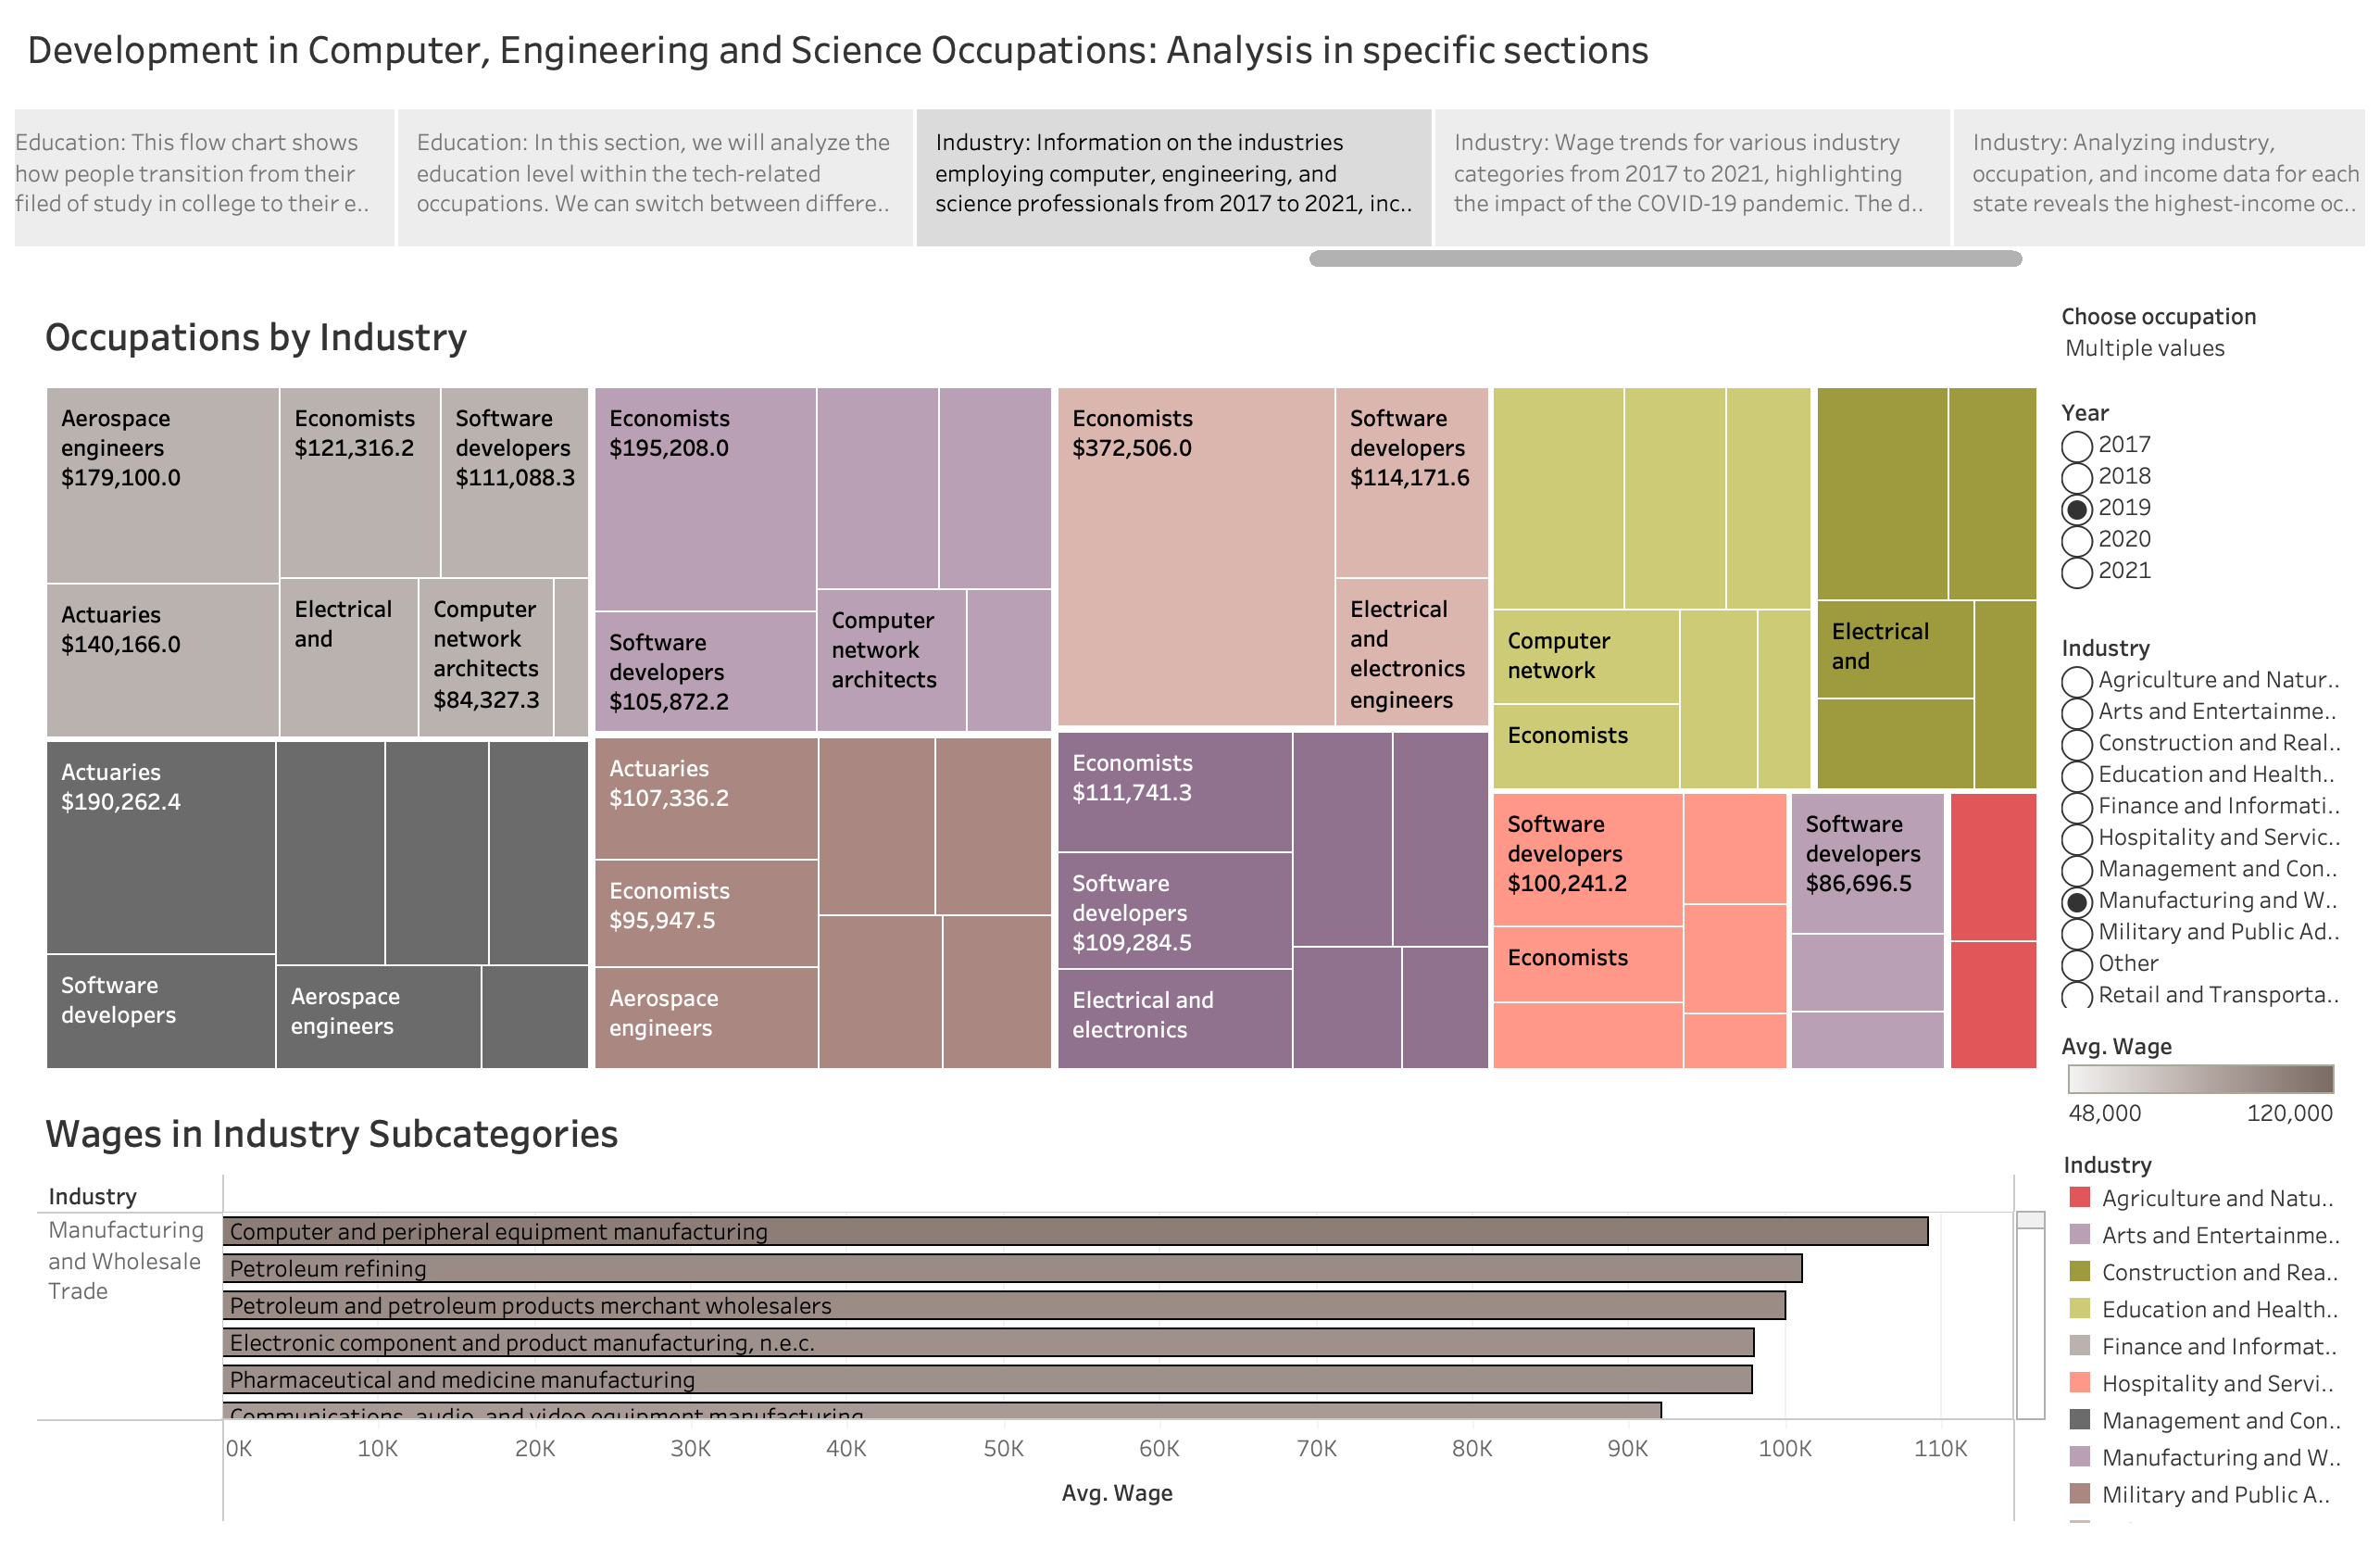 Development in Computer, Engineering and Science Occupations: Analysis in specific sections
Education: This flow chart shows
how people transition from their
filed of study in college to their e..
Education: In this section, we will analyze the
education level within the tech-related
occupations. We can switch between differe..
Industry: Information on the industries
employing computer, engineering, and
science professionals from 2017 to 2021, inc..
Industry: Wage trends for various industry
categories from 2017 to 2021, highlighting
the impact of the COVID-19 pandemic. The d..
Industry: Analyzing industry,
occupation, and income data for each
state reveals the highest-income oc..
Occupations by Industry
Aerospace
engineers
$179,100.0
Economists
$121,316.2
Software
developers
$111,088.3
Actuaries
$140,166.0
Electrical
and
Computer
network
architects
$84,327.3
Economists
$195,208.0
Software
developers
$105,872.2
Computer
network
architects
Economists
$372,506.0
Software
developers
$114,171.6
Electrical
and
electronics
engineers
Computer
network
Economists
Electrical
and
Actuaries
$190,262.4
Software
developers
Aerospace
engineers
Actuaries
$107,336.2
Economists
$95,947.5
Aerospace
engineers
Economists
$111,741.3
Software
developers
$109,284.5
Electrical and
electronics
Software
developers
$100,241.2
Economists
Software
developers
$86,696.5
Choose occupation
Multiple values
Year
2017
2018
2019
2020
2021
Industry
Agriculture and Natur..
Arts and Entertainme..
Construction and Real..
Education and Health..
Finance and Informati..
Hospitality and Servic..
Management and Con..
Manufacturing and W..
Military and Public Ad..
Other
Retail and Transporta..
Avg. Wage
48,000 120,000
Industry
Agriculture and Natu..
Arts and Entertainme..
Construction and Rea..
Education and Health..
Finance and Informat..
Hospitality and Servi..
Management and Con..
Manufacturing and W..
Military and Public A..
Wages in Industry Subcategories
Industry
Manufacturing
and Wholesale
Trade
Computer and peripheral equipment manufacturing
Petroleum refining
Petroleum and petroleum products merchant wholesalers
Electronic component and product manufacturing, n.e.c.
Pharmaceutical and medicine manufacturing
Communications, audio, and video equipment manufacturing
0K 10K 20K 30K 40K 50K 60K 70K 80K 90K 100K 110K
Avg. Wage